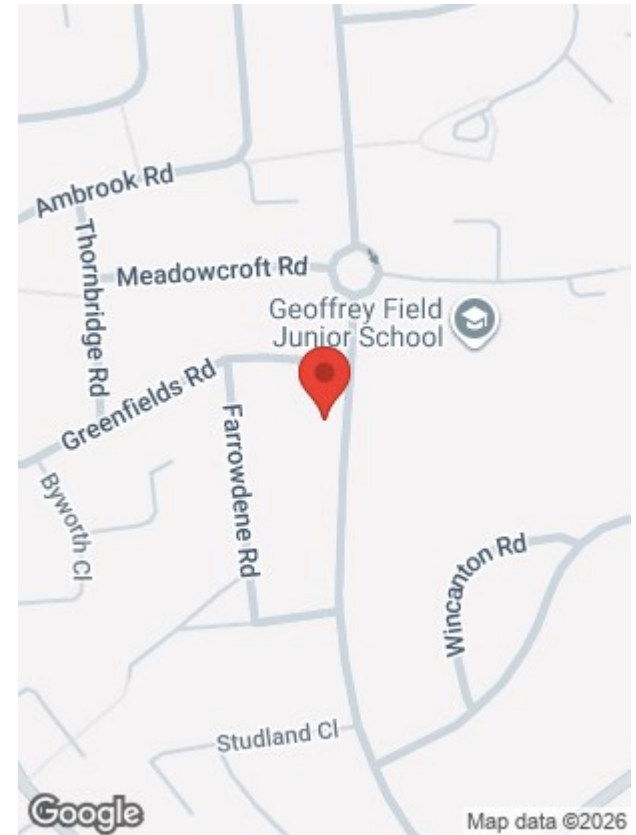 Ambrook Rd
Thornbridge Rd
Meadowcroft Rd
Geoffrey Field
Junior School
Greenfields Rd
Farrowdene Rd
Byworth Cl
Wincanton Rd
Studland Cl
Google
Map data ©2026